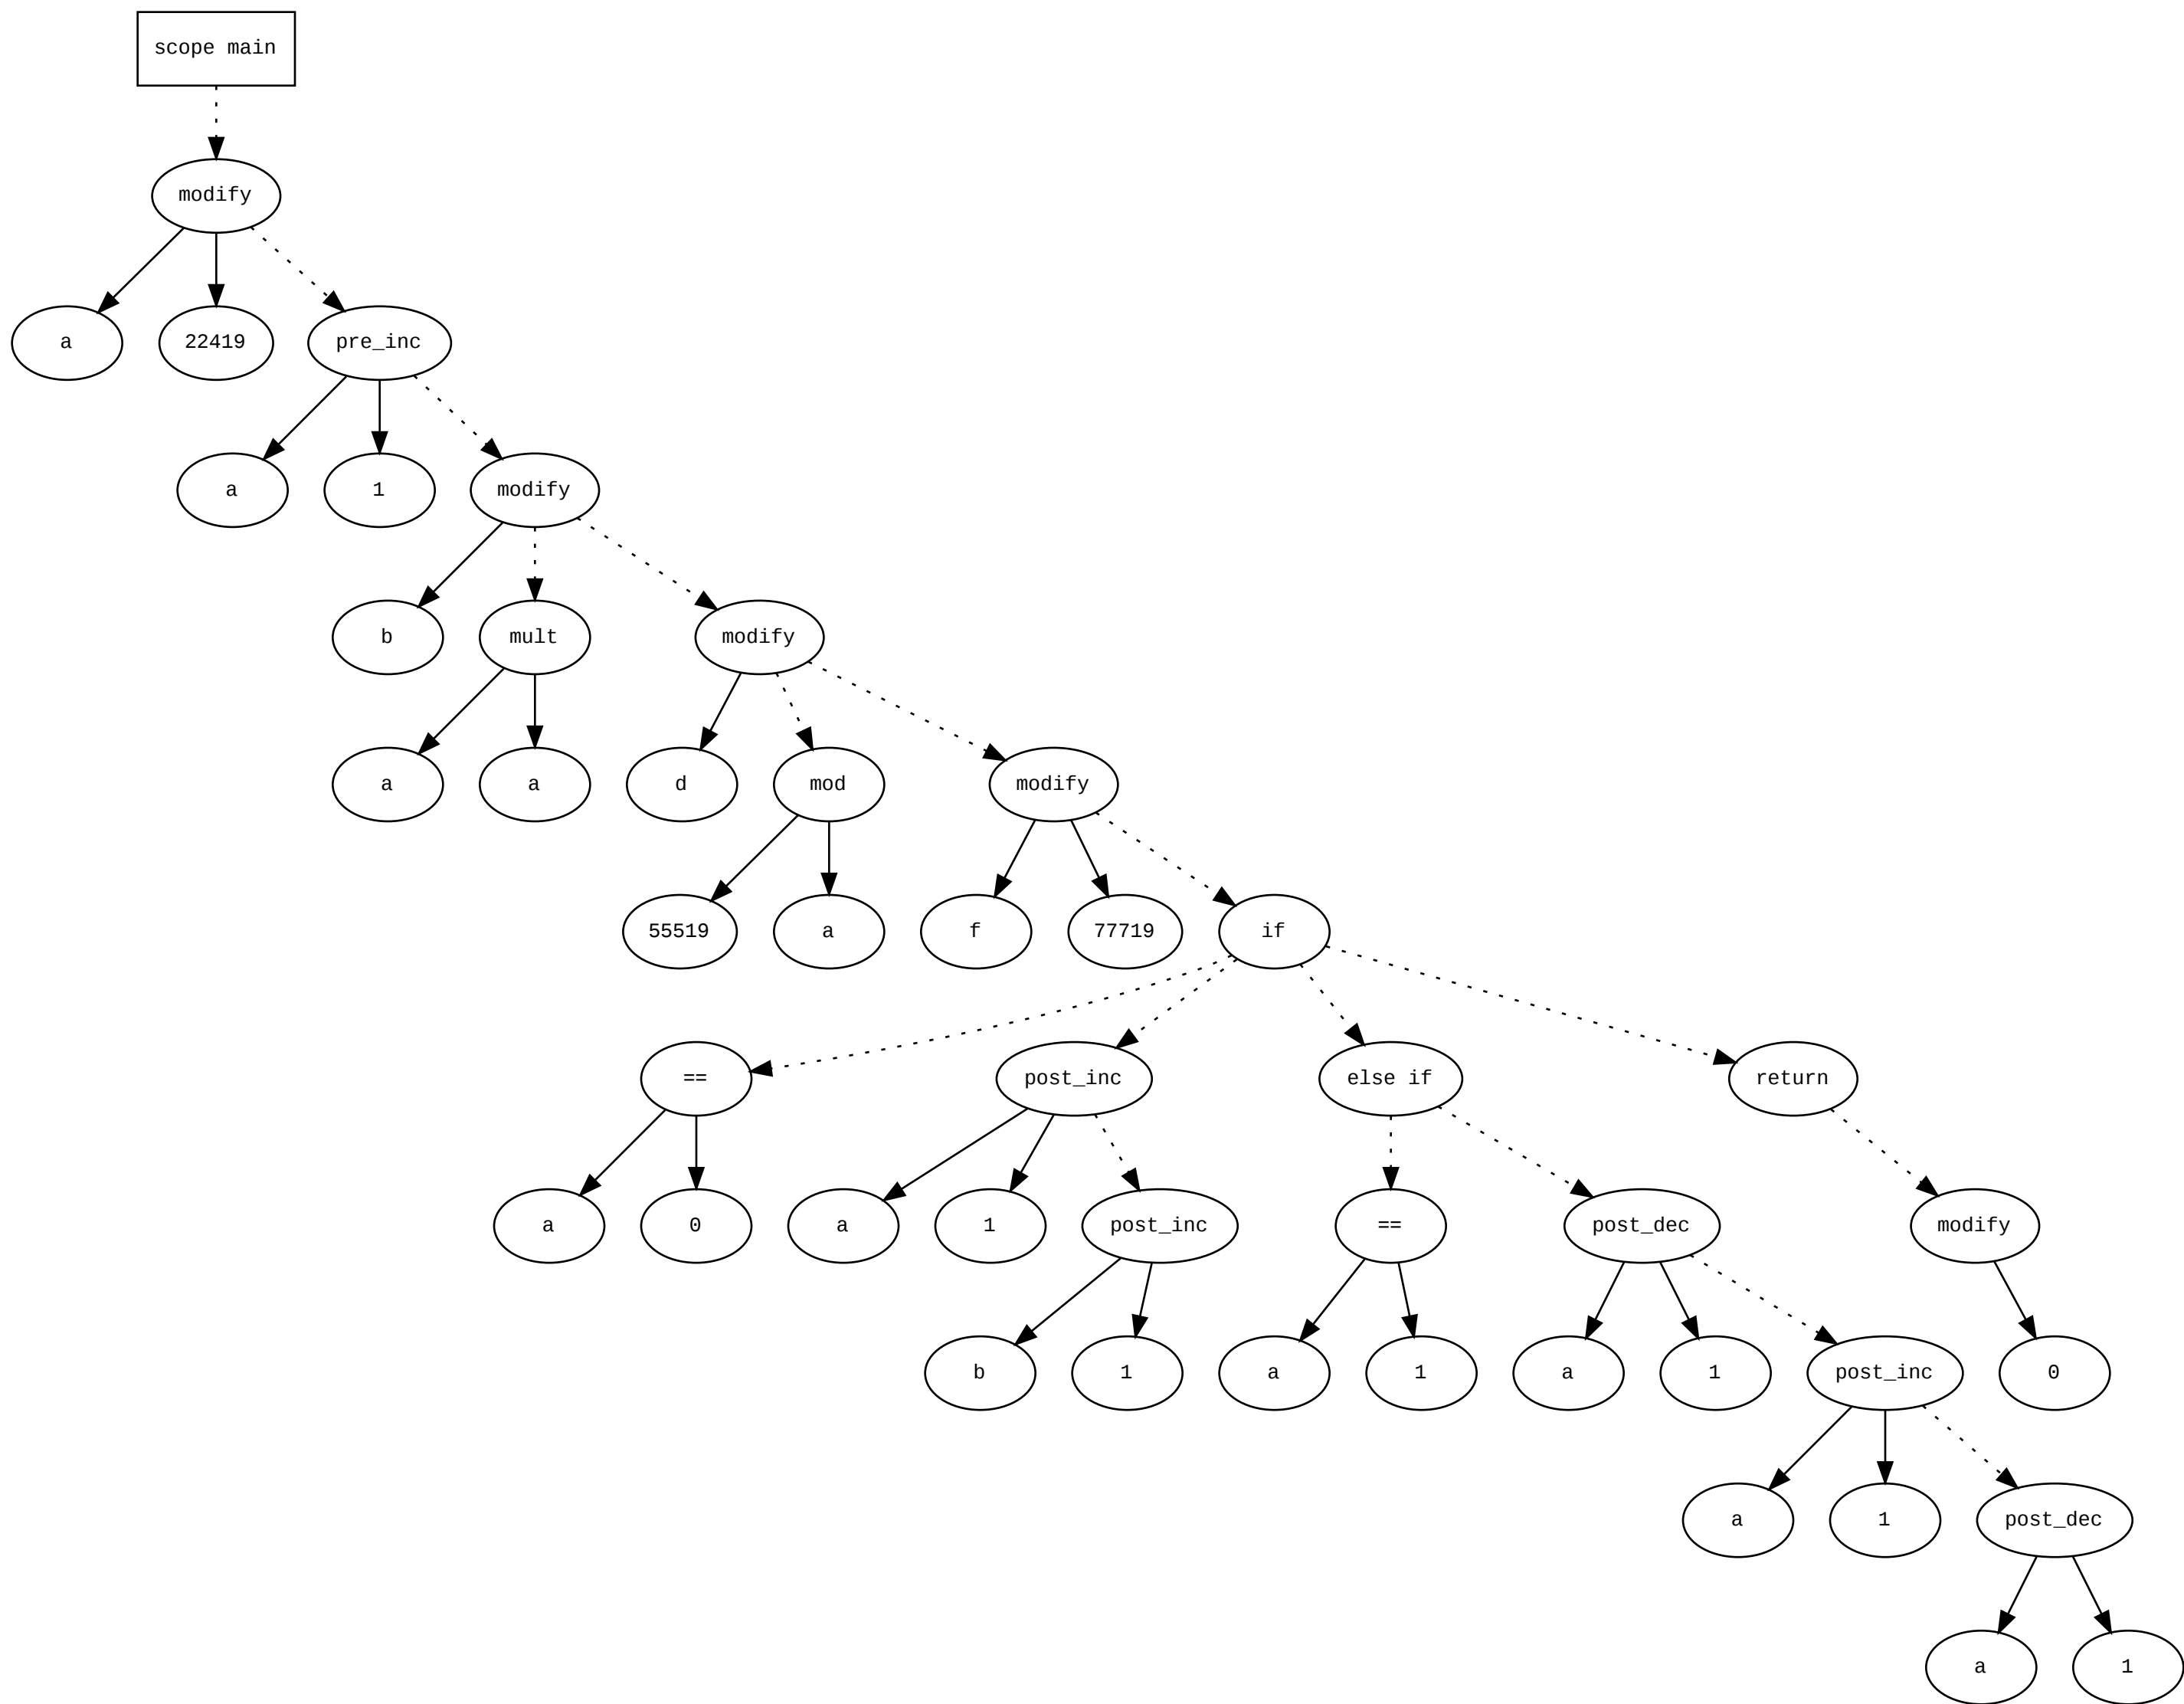 scope main
modify
a
22419
pre_inc
a
1
modify
b
mult
modify
a
a
d
mod
modify
55519
a
f
77719
if
==
post_inc
else if
return
a
0
a
1
post_inc
==
post_dec
modify
b
1
a
1
a
1
post_inc
0
a
1
post_dec
a
1